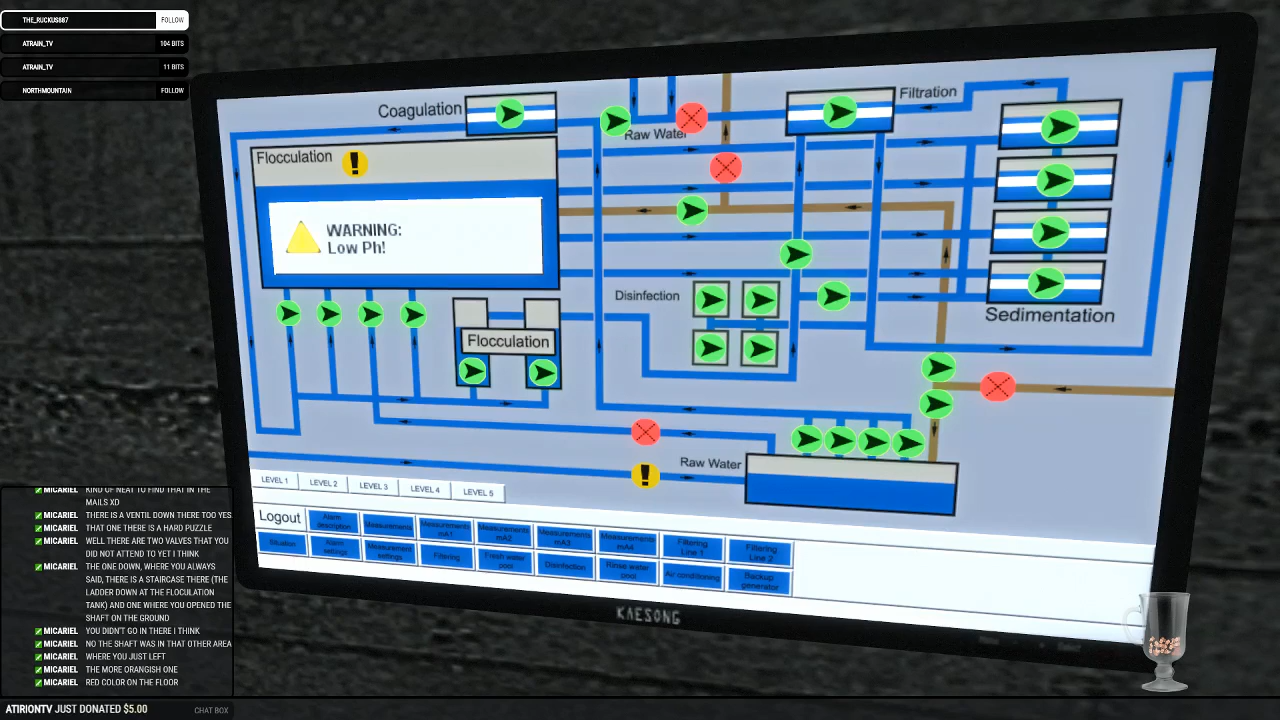 THE_RUCKUS887 FOLLOW
ATRAIN_TV 104 BITS
ATRAIN_TV 11 BITS
NORTHMOUNTAIN FOLLOW
Coagulation
Raw Water
Filtration
Flocculation
!
WARNING:
Low Ph!
Disinfection
Flocculation
Sedimentation
Raw Water
!
LEVEL 1 LEVEL 2 LEVEL 3 LEVEL 4 LEVEL 5
Logout
Alarm description
Measurements
Measurements mA1
Measurements mA2
Measurements mA3
Measurements mA4
Filtering Line 1
Filtering Line 2
Situation
Alarm settings
Measurement settings
Filtering
Fresh water pool
Disinfection
Rinse water pool
Air conditioning
Backup generator
KAESONG
MICARIEL KIND OF NEAT TO FIND THAT IN THE
MAILS XD
MICARIEL THERE IS A VENTIL DOWN THERE TOO YES
MICARIEL THAT ONE THERE IS A HARD PUZZLE
MICARIEL WELL THERE ARE TWO VALVES THAT YOU
DID NOT ATTEND TO YET I THINK
MICARIEL THE ONE DOWN, WHERE YOU ALWAYS
SAID, THERE IS A STAIRCASE THERE (THE
LADDER DOWN AT THE FLOCULATION
TANK) AND ONE WHERE YOU OPENED THE
SHAFT ON THE GROUND
MICARIEL YOU DIDN'T GO IN THERE I THINK
MICARIEL NO THE SHAFT WAS IN THAT OTHER AREA
MICARIEL WHERE YOU JUST LEFT
MICARIEL THE MORE ORANGISH ONE
MICARIEL RED COLOR ON THE FLOOR
ATIRIONTV JUST DONATED $5.00 CHAT BOX